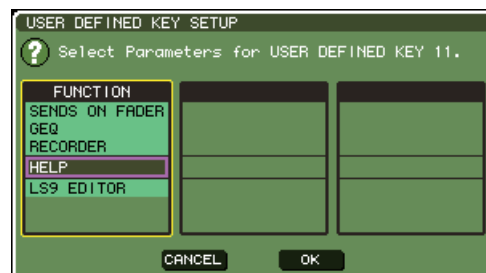 USER DEFINED KEY SETUP
? Select Parameters for USER DEFINED KEY 11.
FUNCTION
SENDS ON FADER
GEQ
RECORDER
HELP
LS9 EDITOR
CANCEL
OK